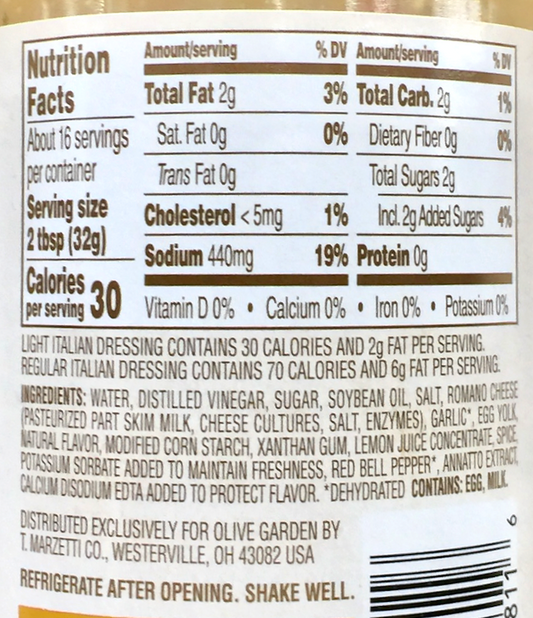 Nutrition
Facts
About 16 servings
per container
Serving size
2 tbsp (32g)
Calories
per serving 30
Amount/serving % DV
Total Fat 2g 3%
Sat. Fat 0g 0%
Trans Fat 0g
Cholesterol <5mg 1%
Sodium 440mg 19%
Amount/serving % DV
Total Carb. 2g 1%
Dietary Fiber 0g 0%
Total Sugars 2g
Incl. 2g Added Sugars 4%
Protein 0g
Vitamin D 0% • Calcium 0% • Iron 0% • Potassium 0%
LIGHT ITALIAN DRESSING CONTAINS 30 CALORIES AND 2g FAT PER SERVING.
REGULAR ITALIAN DRESSING CONTAINS 70 CALORIES AND 6g FAT PER SERVING.
INGREDIENTS: WATER, DISTILLED VINEGAR, SUGAR, SOYBEAN OIL, SALT, ROMANO CHEESE
(PASTEURIZED PART SKIM MILK, CHEESE CULTURES, SALT, ENZYMES), GARLIC*, EGG YOLK,
NATURAL FLAVOR, MODIFIED CORN STARCH, XANTHAN GUM, LEMON JUICE CONCENTRATE, SPICE,
POTASSIUM SORBATE ADDED TO MAINTAIN FRESHNESS, RED BELL PEPPER*, ANNATTO EXTRACT,
CALCIUM DISODIUM EDTA ADDED TO PROTECT FLAVOR. *DEHYDRATED CONTAINS: EGG, MILK.
DISTRIBUTED EXCLUSIVELY FOR OLIVE GARDEN BY
T. MARZETTI CO., WESTERVILLE, OH 43082 USA
REFRIGERATE AFTER OPENING. SHAKE WELL.
6
811